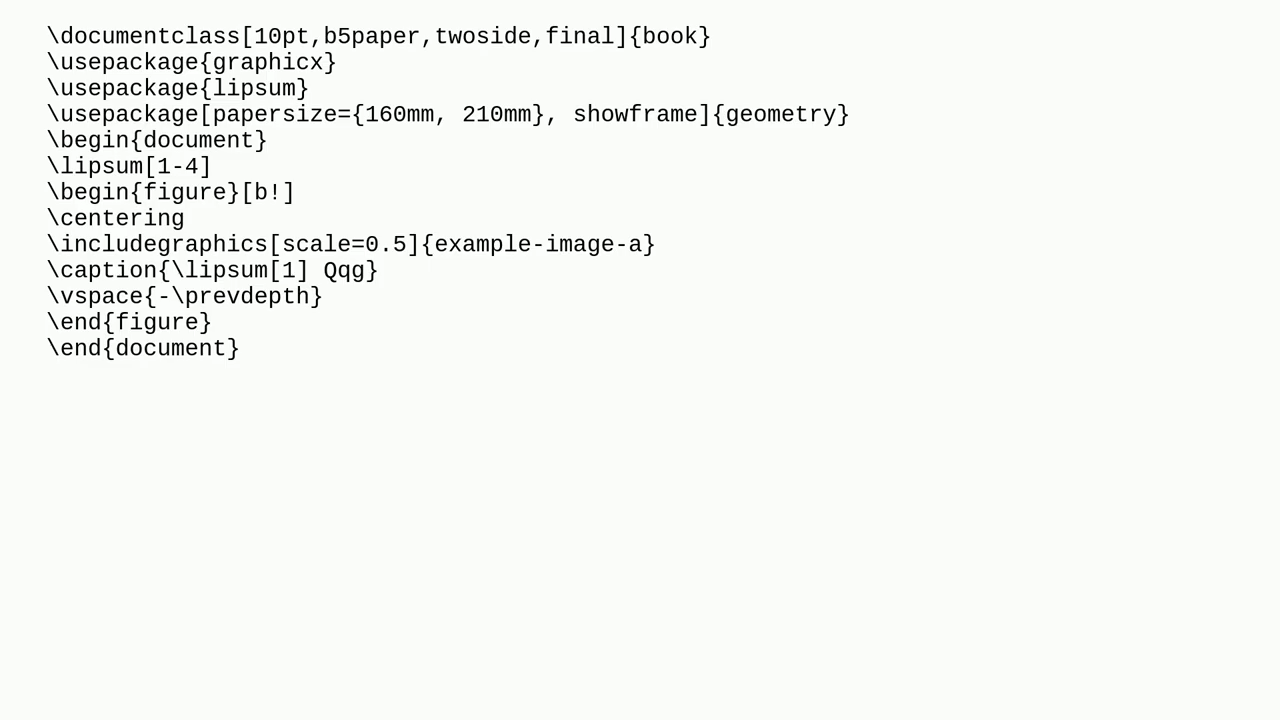 \documentclass[10pt,b5paper,twoside,final]{book}
\usepackage{graphicx}
\usepackage{lipsum}
\usepackage[papersize={160mm, 210mm}, showframe]{geometry}
\begin{document}
\lipsum[1-4]
\begin{figure}[b!]
\centering
\includegraphics[scale=0.5]{example-image-a}
\caption{\lipsum[1] Qqg}
\vspace{-\prevdepth}
\end{figure}
\end{document}